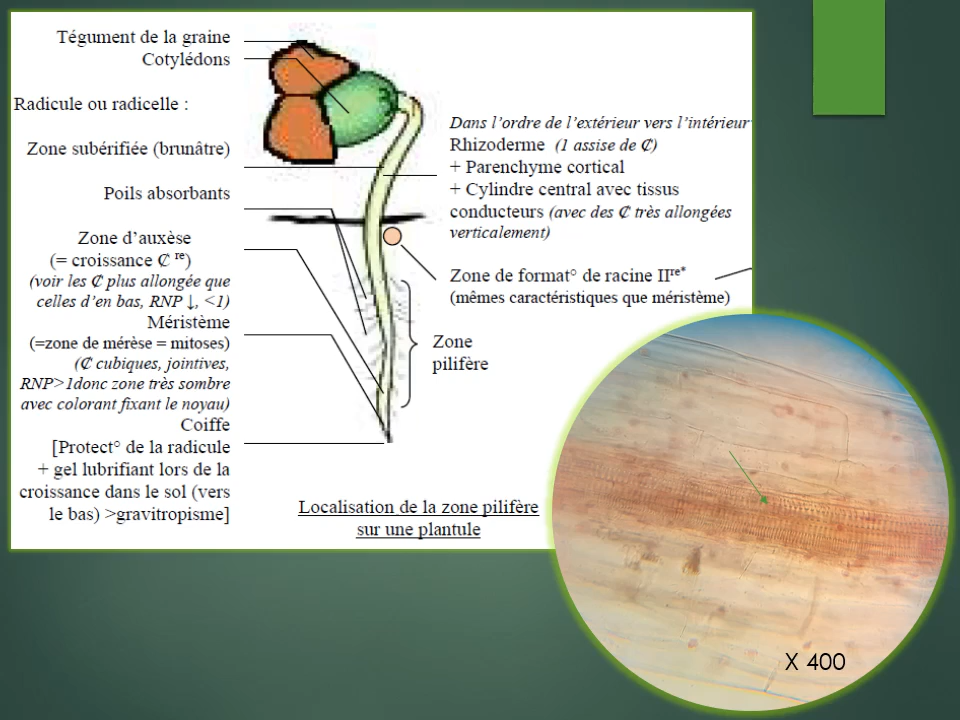 Tégument de la graine
Cotylédons
Radicule ou radicelle :
Zone subérifiée (brunâtre)
Poils absorbants
Zone d'auxèse
(= croissance ₡ ʳᵉ)
(voir les ₡ plus allongée que
celles d'en bas, RNP ↓, <1)
Méristème
(=zone de mérèse = mitoses)
(₡ cubiques, jointives,
RNP>1donc zone très sombre
avec colorant fixant le noyau)
Coiffe
[Protect° de la radicule
+ gel lubrifiant lors de la
croissance dans le sol (vers
le bas) >gravitropisme]
Dans l'ordre de l'extérieur vers l'intérieur
Rhizoderme (1 assise de ₡)
+ Parenchyme cortical
+ Cylindre central avec tissus
conducteurs (avec des ₡ très allongées
verticalement)
Zone de format° de racine IIʳᵉ*
(mêmes caractéristiques que méristème)
Zone
pilifère
Localisation de la zone pilifère
sur une plantule
X 400